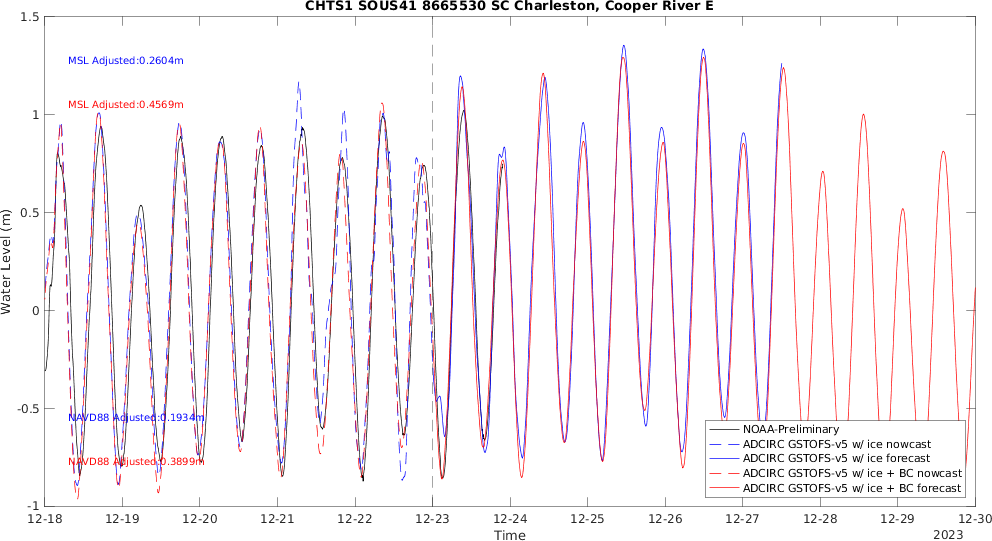 CHTS1 SOUS41 8665530 SC Charleston, Cooper River E
1.5
1
0.5
0
-0.5
-1
Water Level (m)
MSL Adjusted:0.2604m
MSL Adjusted:0.4569m
NAVD88 Adjusted:0.1934m
NAVD88 Adjusted:0.3899m
NOAA-Preliminary
ADCIRC GSTOFS-v5 w/ ice nowcast
ADCIRC GSTOFS-v5 w/ ice forecast
ADCIRC GSTOFS-v5 w/ ice + BC nowcast
ADCIRC GSTOFS-v5 w/ ice + BC forecast
12-18 12-19 12-20 12-21 12-22 12-23 12-24 12-25 12-26 12-27 12-28 12-29 12-30
Time
2023